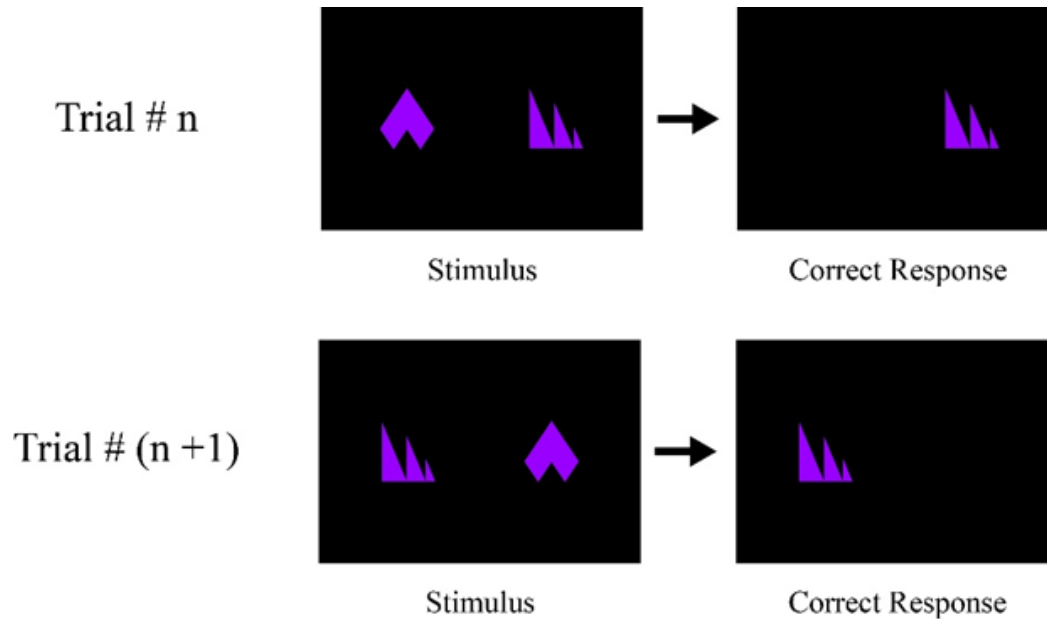 Trial # n
Stimulus
Correct Response
Trial # (n +1)
Stimulus
Correct Response